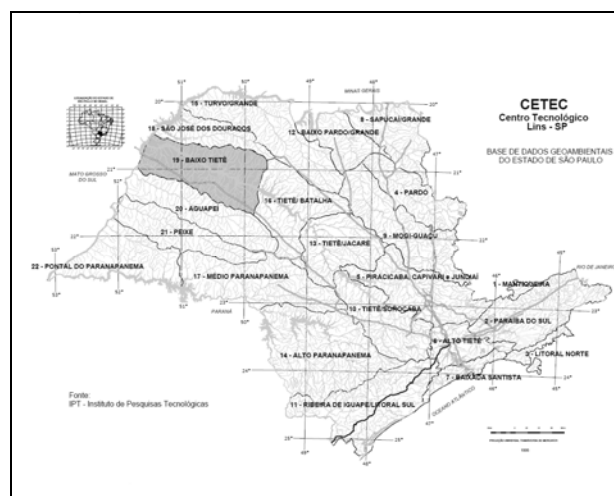 CETEC
Centro Tecnológico
Lins - SP
BASE DE DADOS GEOAMBIENTAIS
DO ESTADO DE SÃO PAULO
MINAS GERAIS
15 - TURVO/GRANDE
8 - SAPUCAÍ/GRANDE
18 - SÃO JOSÉ DOS DOURADOS
12 - BAIXO PARDO/GRANDE
19 - BAIXO TIETÊ
MATO GROSSO
DO SUL
4 - PARDO
16 - TIETÊ/ BATALHA
20 - AGUAPEÍ
21 - PEIXE
9 - MOGI-GUAÇU
13 - TIETÊ/JACARÉ
22 - PONTAL DO PARANAPANEMA
17 - MÉDIO PARANAPANEMA
5 - PIRACICABA, CAPIVARI e JUNDIAÍ
RIO DE JANEIRO
1 - MANTIQUEIRA
PARANÁ
10 - TIETÊ/SOROCABA
2 - PARAÍBA DO SUL
6 - ALTO TIETÊ
14 - ALTO PARANAPANEMA
3 - LITORAL NORTE
7 - BAIXADA SANTISTA
Fonte:
IPT - Instituto de Pesquisas Tecnológicas
11 - RIBEIRA DE IGUAPE/LITORAL SUL
OCEANO ATLÂNTICO